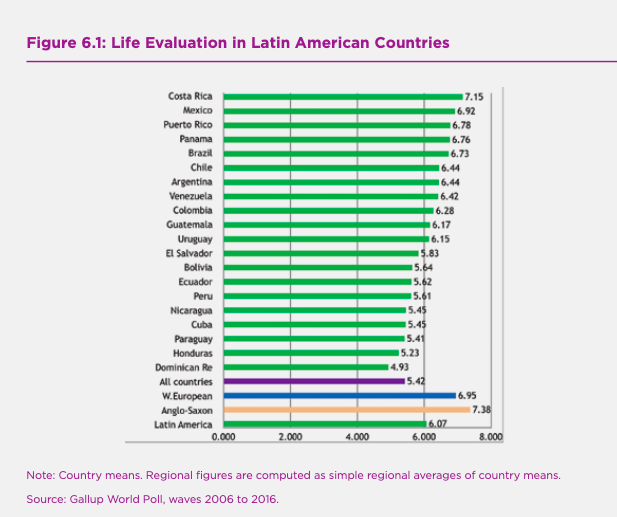 Figure 6.1: Life Evaluation in Latin American Countries
Costa Rica 7.15
Mexico 6.92
Puerto Rico 6.78
Panama 6.76
Brazil 6.73
Chile 6.44
Argentina 6.44
Venezuela 6.42
Colombia 6.28
Guatemala 6.17
Uruguay 6.15
El Salvador 5.83
Bolivia 5.64
Ecuador 5.62
Peru 5.61
Nicaragua 5.45
Cuba 5.45
Paraguay 5.41
Honduras 5.23
Dominican Re 4.93
All countries 5.42
W.European 6.95
Anglo-Saxon 7.38
Latin America 6.07
0.000 2.000 4.000 6.000 8.000
Note: Country means. Regional figures are computed as simple regional averages of country means.
Source: Gallup World Poll, waves 2006 to 2016.